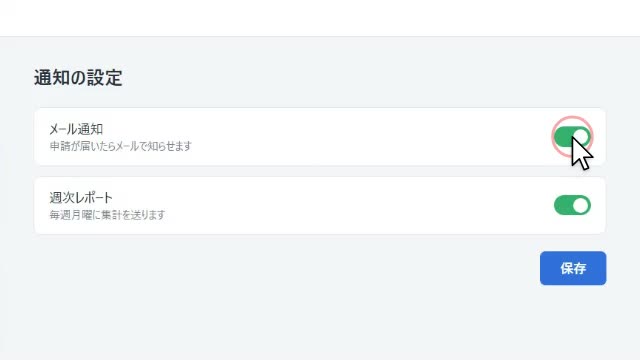 通知の設定
メール通知
申請が届いたらメールで知らせます
週次レポート
毎週月曜に集計を送ります
保存